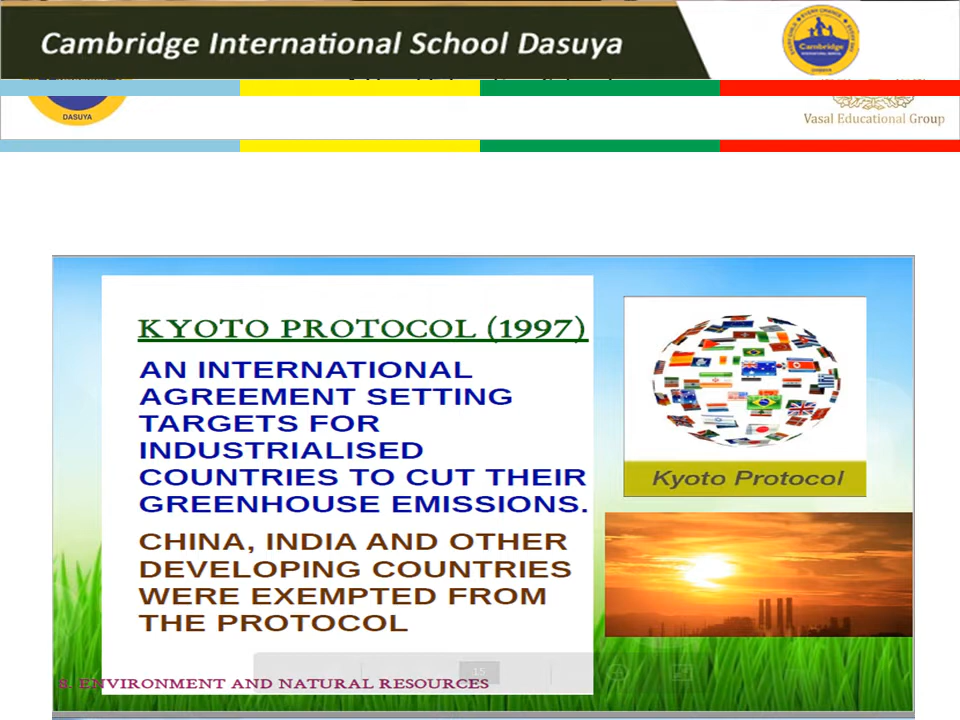 Cambridge International School Dasuya
Cambridge
DASUYA
Vasal Educational Group
KYOTO PROTOCOL (1997)
AN INTERNATIONAL
AGREEMENT SETTING
TARGETS FOR
INDUSTRIALISED
COUNTRIES TO CUT THEIR
GREENHOUSE EMISSIONS.
CHINA, INDIA AND OTHER
DEVELOPING COUNTRIES
WERE EXEMPTED FROM
THE PROTOCOL
Kyoto Protocol
15
8. ENVIRONMENT AND NATURAL RESOURCES